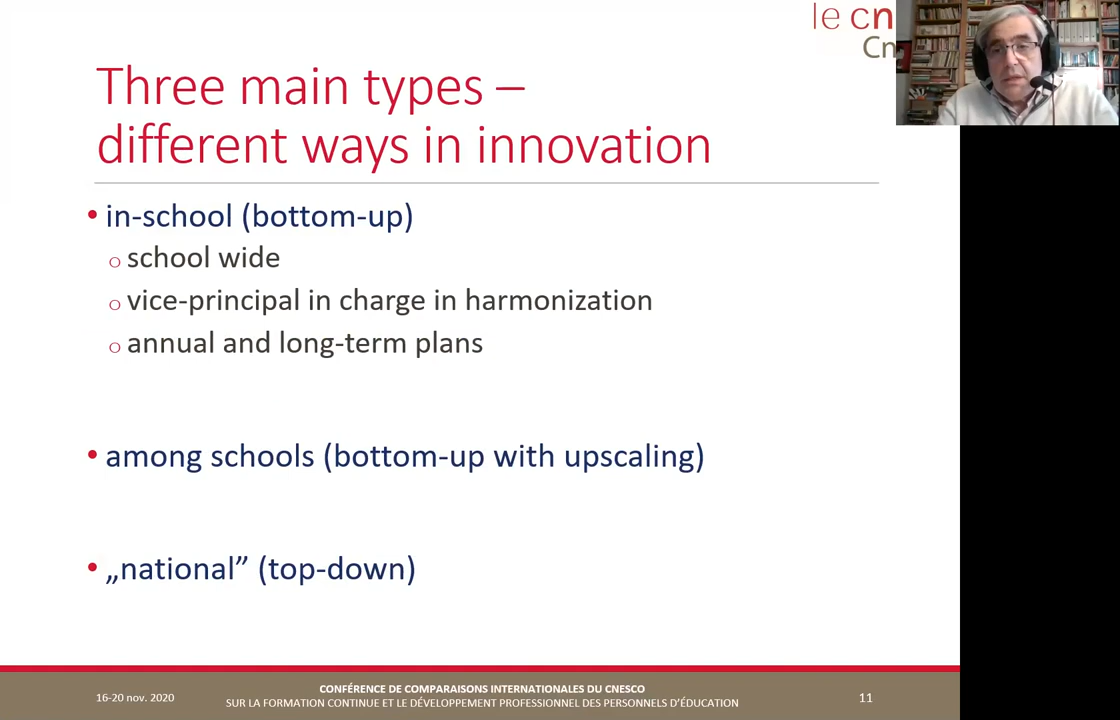 le cn
Cn
Three main types –
different ways in innovation
• in-school (bottom-up)
o school wide
o vice-principal in charge in harmonization
o annual and long-term plans
• among schools (bottom-up with upscaling)
• „national” (top-down)
16-20 nov. 2020
CONFÉRENCE DE COMPARAISONS INTERNATIONALES DU CNESCO
SUR LA FORMATION CONTINUE ET LE DÉVELOPPEMENT PROFESSIONNEL DES PERSONNELS D’ÉDUCATION
11